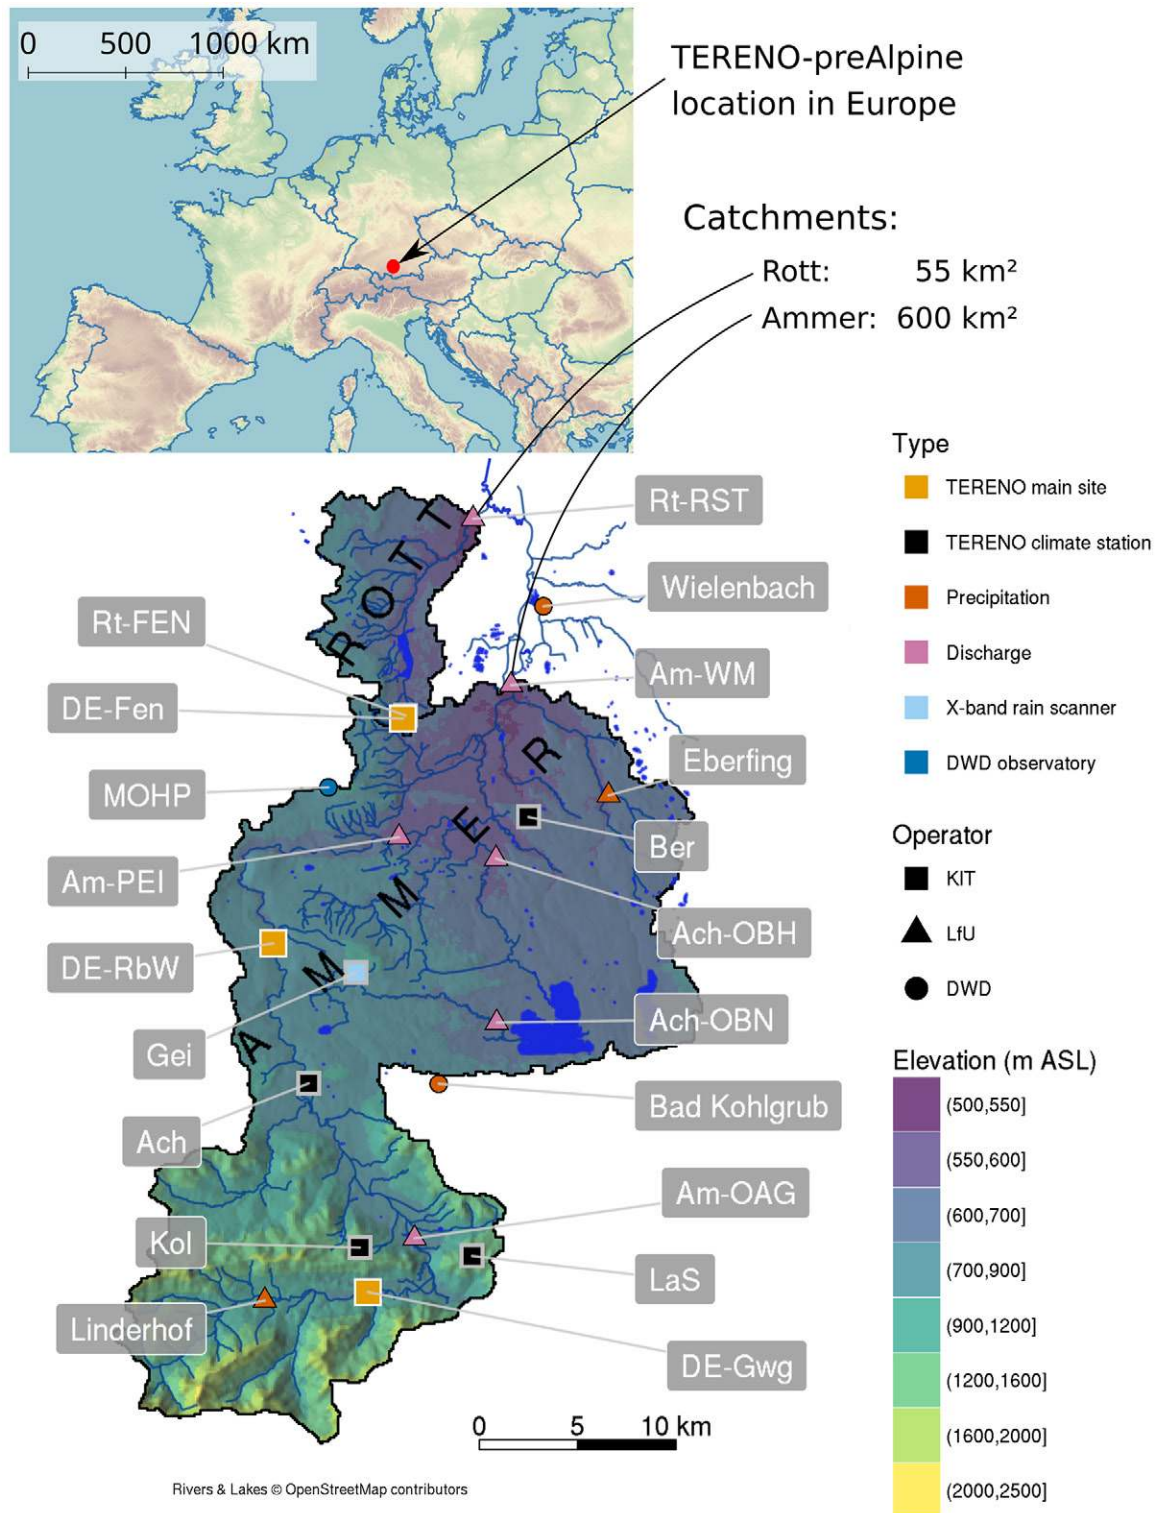 0 500 1000 km
TERENO-preAlpine
location in Europe
Catchments:
Rott: 55 km²
Ammer: 600 km²
Type
TERENO main site
TERENO climate station
Precipitation
Discharge
X-band rain scanner
DWD observatory
Operator
KIT
LfU
DWD
Elevation (m ASL)
(500,550]
(550,600]
(600,700]
(700,900]
(900,1200]
(1200,1600]
(1600,2000]
(2000,2500]
ROTT
AMMER
Rt-RST
Wielenbach
Rt-FEN
Am-WM
DE-Fen
Eberfing
MOHP
Ber
Am-PEI
Ach-OBH
DE-RbW
Ach-OBN
Gei
Bad Kohlgrub
Ach
Am-OAG
Kol
LaS
Linderhof
DE-Gwg
0 5 10 km
Rivers & Lakes © OpenStreetMap contributors